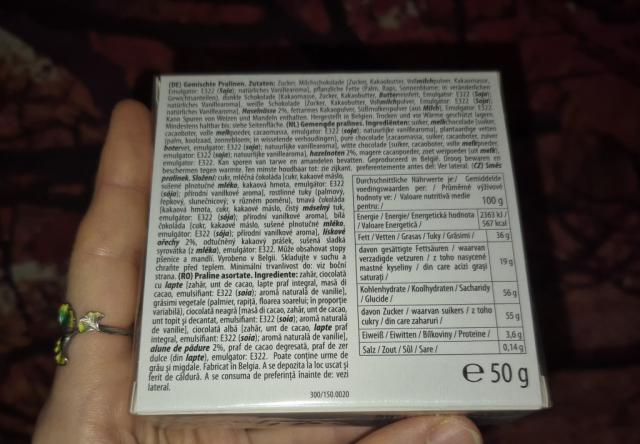 (DE) Gemischte Pralinen. Zutaten: Zucker, Milchschokolade [Zucker, Kakaobutter, Vollmilchpulver, Kakaomasse,
Emulgator: E322 (Soja); natürliches Vanillearoma], pflanzliche Fette (Palm, Raps, Sonnenblume; in veränderlichen
Gewichtsanteilen), dunkle Schokolade [Kakaomasse, Zucker, Kakaobutter, Butterreinfett, Emulgator: E322 (Soja);
natürliches Vanillearoma], weiße Schokolade [Zucker, Kakaobutter, Vollmilchpulver, Emulgator: E322 (Soja);
natürliches Vanillearoma], Haselnüsse 2%, fettarmes Kakaopulver, Süßmolkenpulver (aus Milch), Emulgator: E322.
Kann Spuren von Weizen und Mandeln enthalten. Hergestellt in Belgien. Trocken und vor Wärme geschützt lagern.
Mindestens haltbar bis: siehe Seitenfläche. (NL) Gemengde pralines. Ingrediënten: suiker, melkchocolade [suiker,
cacaoboter, volle melkpoeder, cacaomassa, emulgator: E322 (soja); natuurlijke vanillearoma], plantaardige vetten
(palm, koolzaad, zonnebloem; in wisselende verhoudingen), pure chocolade [cacaomassa, suiker, cacaoboter, zuiver
botervet, emulgator: E322 (soja); natuurlijke vanillearoma], witte chocolade [suiker, cacaoboter, volle melkpoeder,
emulgator: E322 (soja); natuurlijke vanillearoma], hazelnoten 2%, magere cacaopoeder, zoet weipoeder (uit melk),
emulgator: E322. Kan sporen van tarwe en amandelen bevatten. Geproduceerd in België. Droog bewaren en
beschermen tegen warmte. Ten minste houdbaar tot: zie zijkant. preferentemente antes del: Ver lateral. (CZ) Směs
pralinek. Složení: cukr, mléčná čokoláda [cukr, kakaové máslo,
sušené plnotučné mléko, kakaová hmota, emulgátor: E322
(sója); přírodní vanilkové aroma], rostlinné tuky (palmový,
řepkový, slunečnicový; v různém poměru), tmavá čokoláda
[kakaová hmota, cukr, kakaové máslo, čistý máselný tuk,
emulgátor: E322 (sója); přírodní vanilkové aroma], bílá
čokoláda [cukr, kakaové máslo, sušené plnotučné mléko,
emulgátor: E322 (sója); přírodní vanilkové aroma], lískové
ořechy 2%, odtučněný kakaový prášek, sušená sladká
syrovátka (z mléka), emulgátor: E322. Může obsahovat stopy
pšenice a mandlí. Vyrobeno v Belgii. Skladujte v suchu a
chraňte před teplem. Minimální trvanlivost do: viz boční
strana. (RO) Praline asortate. Ingrediente: zahăr, ciocolată
cu lapte [zahăr, unt de cacao, lapte praf integral, masă de
cacao, emulsifiant: E322 (soia); aromă naturală de vanilie],
grăsimi vegetale (palmier, rapiță, floarea soarelui; în proporție
variabilă), ciocolată neagră [masă de cacao, zahăr, unt de cacao,
unt topit și decantat, emulsifiant: E322 (soia); aromă naturală
de vanilie], ciocolată albă [zahăr, unt de cacao, lapte praf
integral, emulsifiant: E322 (soia); aromă naturală de vanilie],
alune de pădure 2%, praf de cacao degresată, praf de zer
dulce (din lapte), emulgator: E322. Poate conține urme de
grâu și migdale. Fabricat în Belgia. A se depozita la loc uscat și
ferit de căldură. A se consuma de preferință înainte de: vezi
lateral.
Durchschnittliche Nährwerte je:/ Gemiddelde
voedingswaarden per: / Průměrné výživové
hodnoty ve: / Valoare nutritivă medie
pentru: /
100 g
Energie / Energie/ Energetická hodnota
/ Valoare Energetică /
2363 kJ /
567 kcal
Fett / Vetten / Grasas / Tuky / Grăsimi /
36 g
davon gesättigte Fettsäuren / waarvan
verzadigde vetzuren / z toho nasycené
mastné kyseliny / din care acizi grași
saturați /
19 g
Kohlenhydrate / Koolhydraten / Sacharidy
/ Glucide /
56 g
davon Zucker / waarvan suikers / z toho
cukry / din care zaharuri /
55 g
Eiweiß / Eiwitten / Bílkoviny / Proteine /
3,6 g
Salz / Zout / Sůl / Sare /
0,14 g
e 50 g
300/150.0020